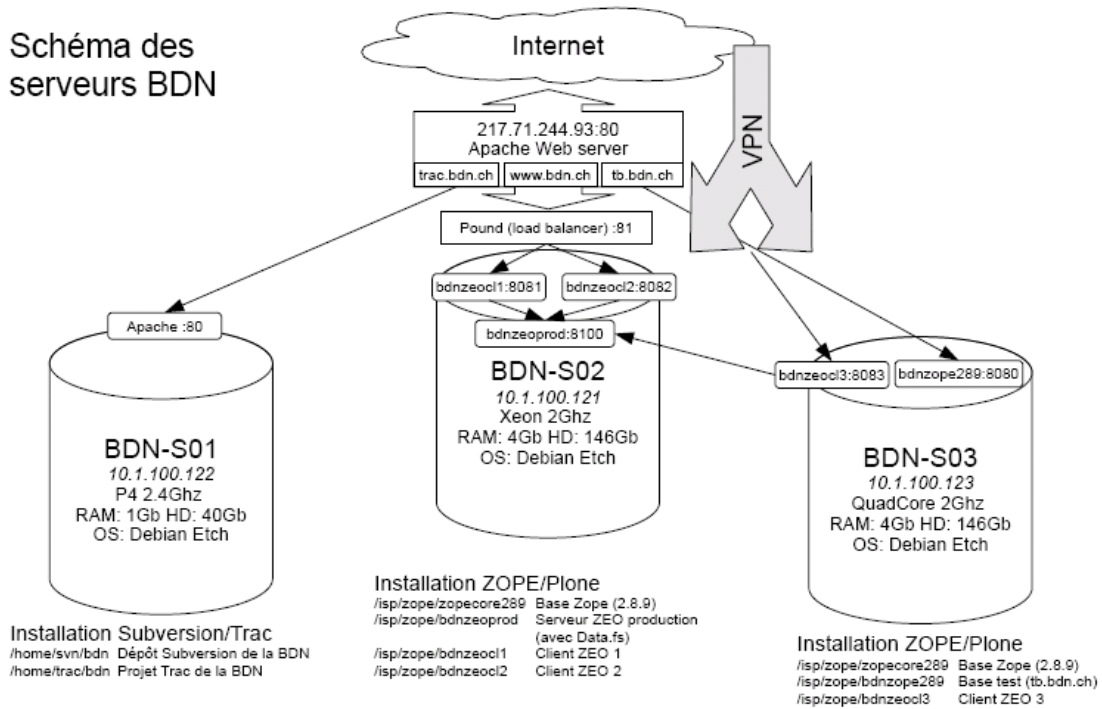 Schéma des
serveurs BDN
Internet
VPN
217.71.244.93:80
Apache Web server
trac.bdn.ch
www.bdn.ch
tb.bdn.ch
Pound (load balancer) :81
bdnzeocl1:8081
bdnzeocl2:8082
bdnzeoprod:8100
Apache :80
bdnzeocl3:8083
bdnzope289:8080
BDN-S01
10.1.100.122
P4 2.4Ghz
RAM: 1Gb HD: 40Gb
OS: Debian Etch
BDN-S02
10.1.100.121
Xeon 2Ghz
RAM: 4Gb HD: 146Gb
OS: Debian Etch
BDN-S03
10.1.100.123
QuadCore 2Ghz
RAM: 4Gb HD: 146Gb
OS: Debian Etch
Installation Subversion/Trac
/home/svn/bdn Dépôt Subversion de la BDN
/home/trac/bdn Projet Trac de la BDN
Installation ZOPE/Plone
/isp/zope/zopecore289 Base Zope (2.8.9)
/isp/zope/bdnzeoprod Serveur ZEO production
(avec Data.fs)
/isp/zope/bdnzeocl1 Client ZEO 1
/isp/zope/bdnzeocl2 Client ZEO 2
Installation ZOPE/Plone
/isp/zope/zopecore289 Base Zope (2.8.9)
/isp/zope/bdnzope289 Base test (tb.bdn.ch)
/isp/zope/bdnzeocl3 Client ZEO 3